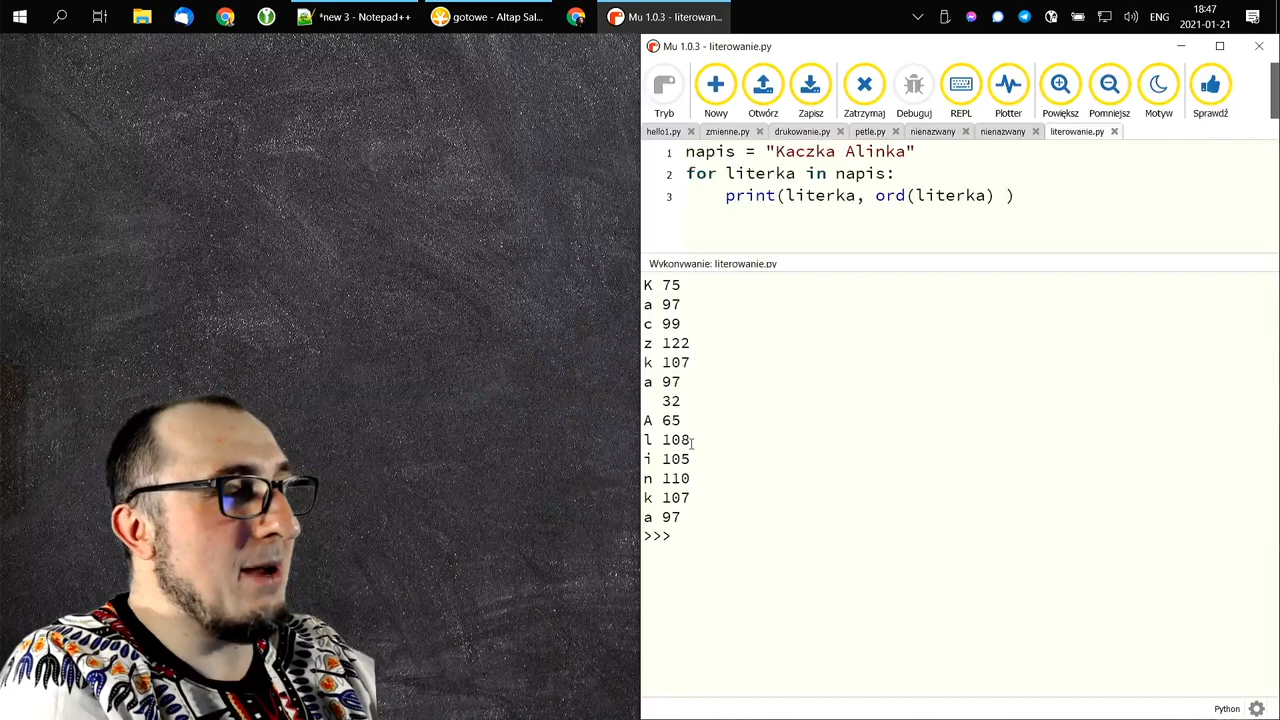 *new 3 - Notepad++
gotowe - Altap Sal...
Mu 1.0.3 - literowan...
ENG
18:47
2021-01-21
Mu 1.0.3 - literowanie.py
Tryb
Nowy
Otwórz
Zapisz
Zatrzymaj
Debuguj
REPL
Plotter
Powiększ
Pomniejsz
Motyw
Sprawdź
hello1.py
zmienne.py
drukowanie.py
petle.py
nienazwany
nienazwany
literowanie.py
1 napis = "Kaczka Alinka"
2 for literka in napis:
3 print(literka, ord(literka) )
Wykonywanie: literowanie.py
K 75
a 97
c 99
z 122
k 107
a 97
32
A 65
l 108
i 105
n 110
k 107
a 97
>>>
Python